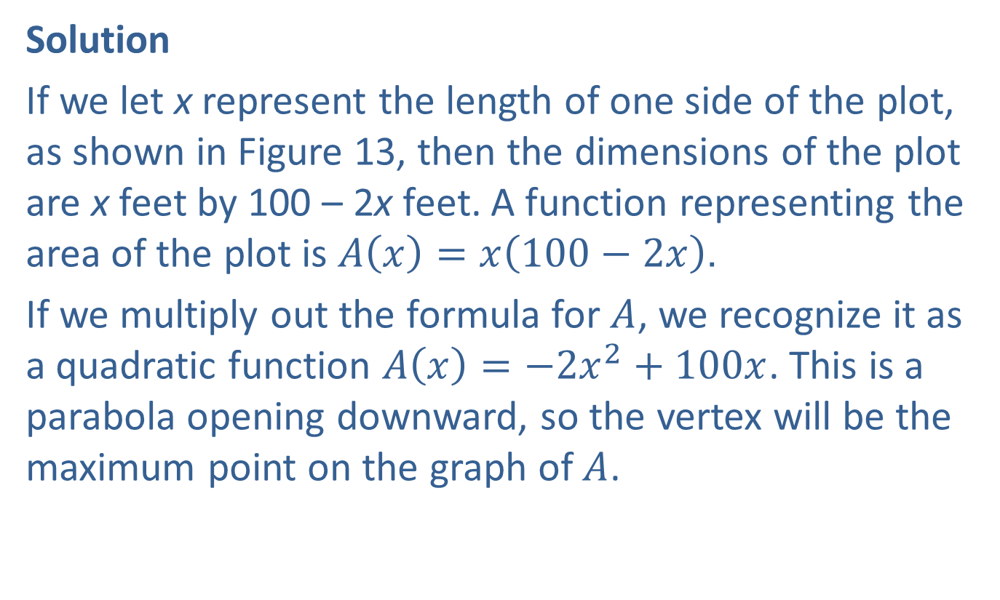 Solution
If we let x represent the length of one side of the plot,
as shown in Figure 13, then the dimensions of the plot
are x feet by 100 – 2x feet. A function representing the
area of the plot is A(x) = x(100 − 2x).
If we multiply out the formula for A, we recognize it as
a quadratic function A(x) = −2x² + 100x. This is a
parabola opening downward, so the vertex will be the
maximum point on the graph of A.